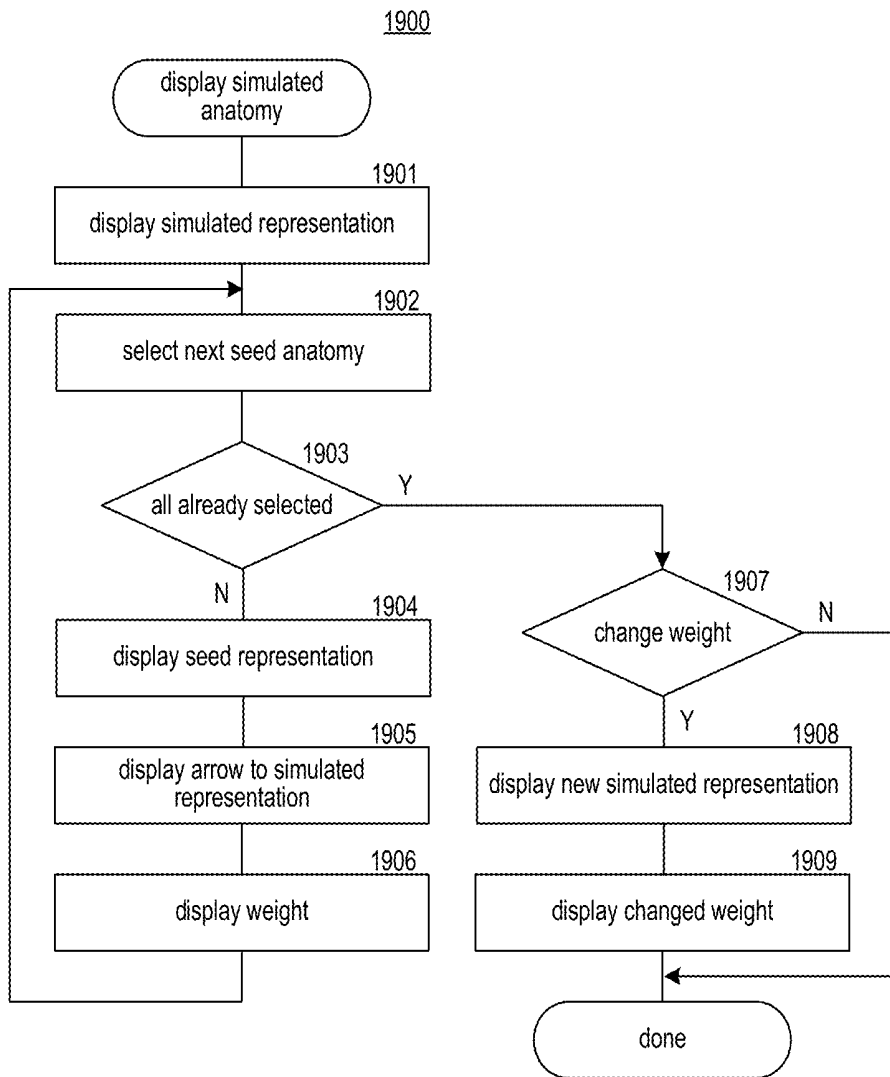 1900
display simulated
anatomy
1901
display simulated representation
1902
select next seed anatomy
1903
all already selected
Y
N
1904
display seed representation
1905
display arrow to simulated
representation
1906
display weight
1907
change weight
N
Y
1908
display new simulated representation
1909
display changed weight
done